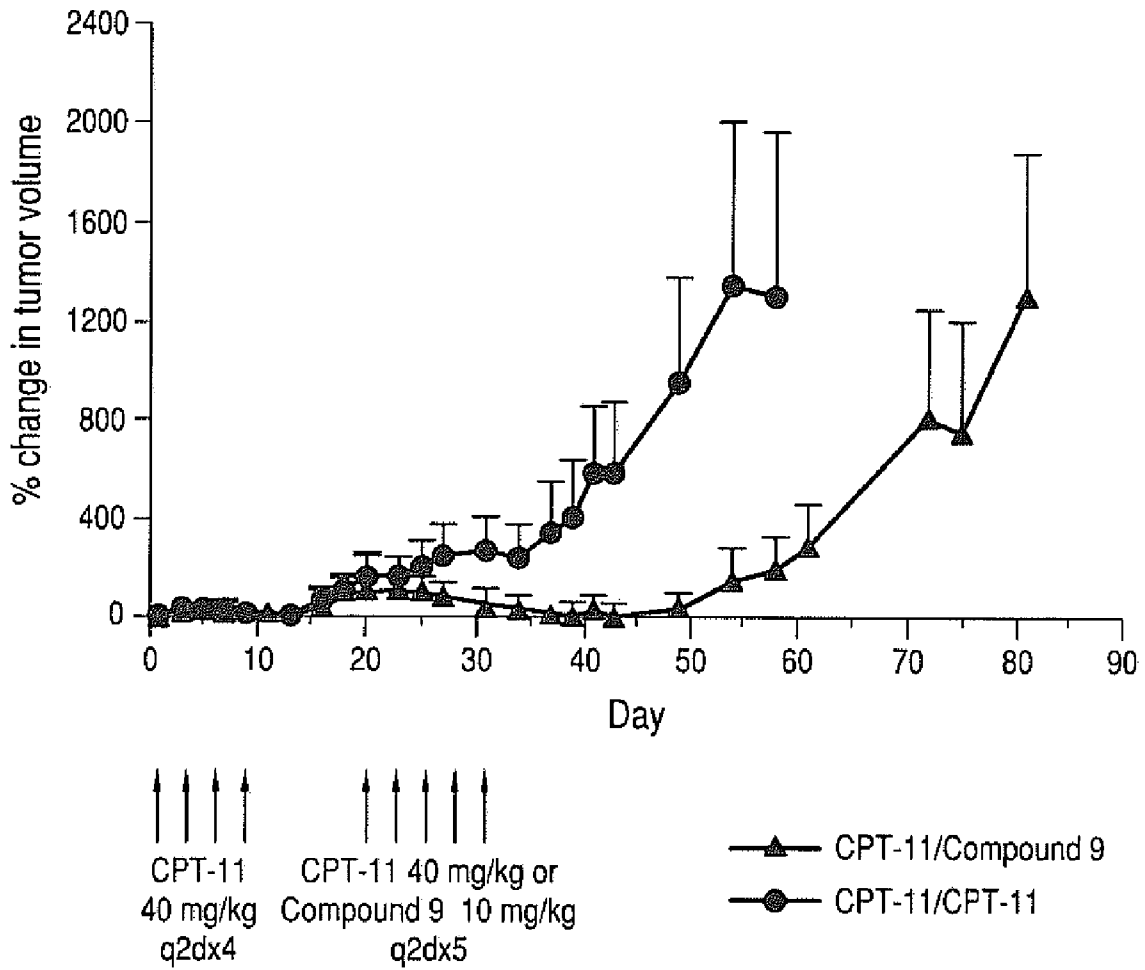 2400
2000
1600
1200
800
400
0
% change in tumor volume
0 10 20 30 40 50 60 70 80 90
Day
CPT-11
40 mg/kg
q2dx4
CPT-11 40 mg/kg or
Compound 9 10 mg/kg
q2dx5
CPT-11/Compound 9
CPT-11/CPT-11